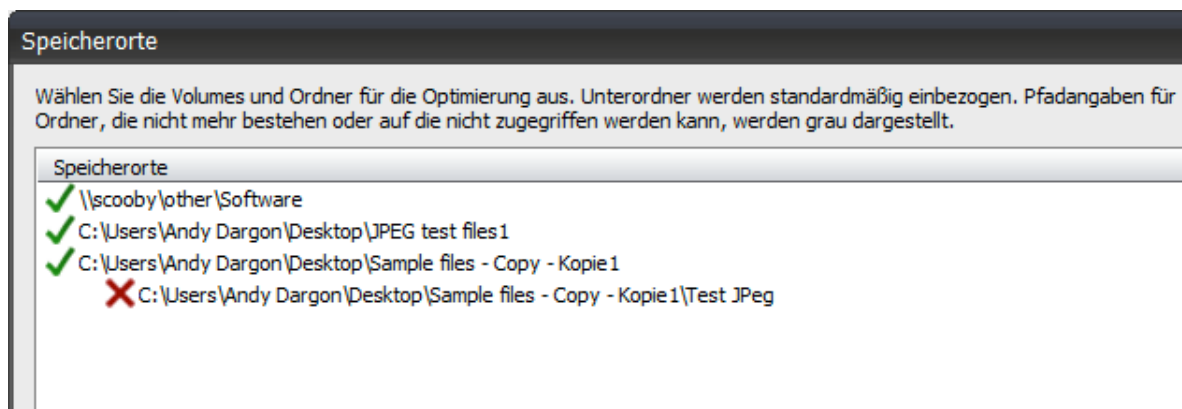 Speicherorte
Wählen Sie die Volumes und Ordner für die Optimierung aus. Unterordner werden standardmäßig einbezogen. Pfadangaben für
Ordner, die nicht mehr bestehen oder auf die nicht zugegriffen werden kann, werden grau dargestellt.
Speicherorte
\\scooby\other\Software
C:\Users\Andy Dargon\Desktop\JPEG test files1
C:\Users\Andy Dargon\Desktop\Sample files - Copy - Kopie1
C:\Users\Andy Dargon\Desktop\Sample files - Copy - Kopie1\Test JPeg